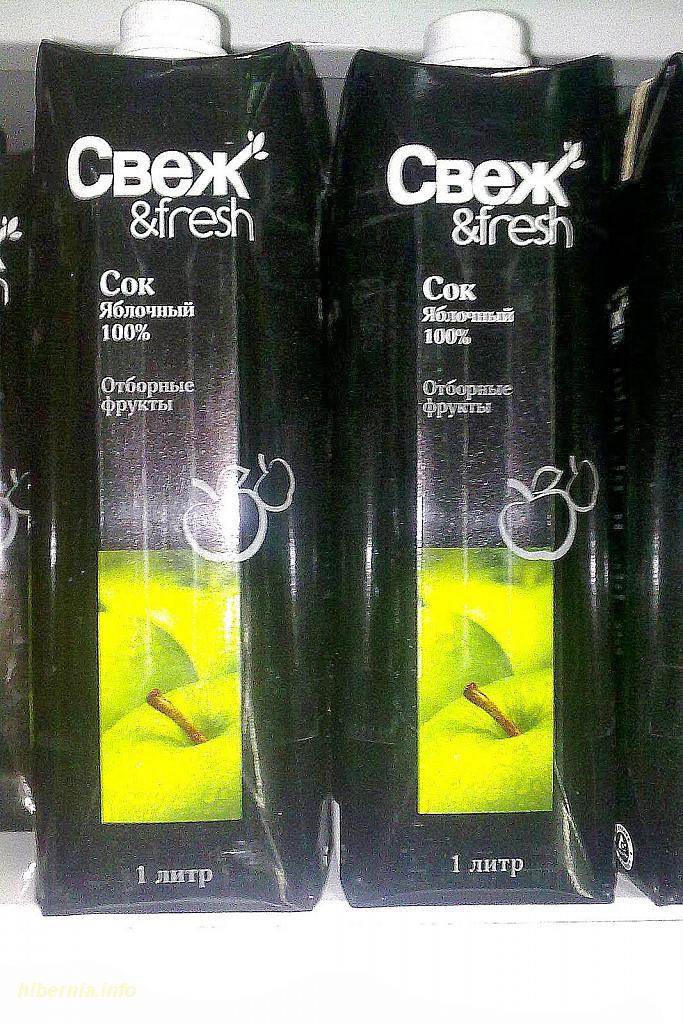 Свеж
&fresh
Сок
Яблочный
100%
Отборные
фрукты
1 литр
Свеж
&fresh
Сок
Яблочный
100%
Отборные
фрукты
1 литр
hibernia.info